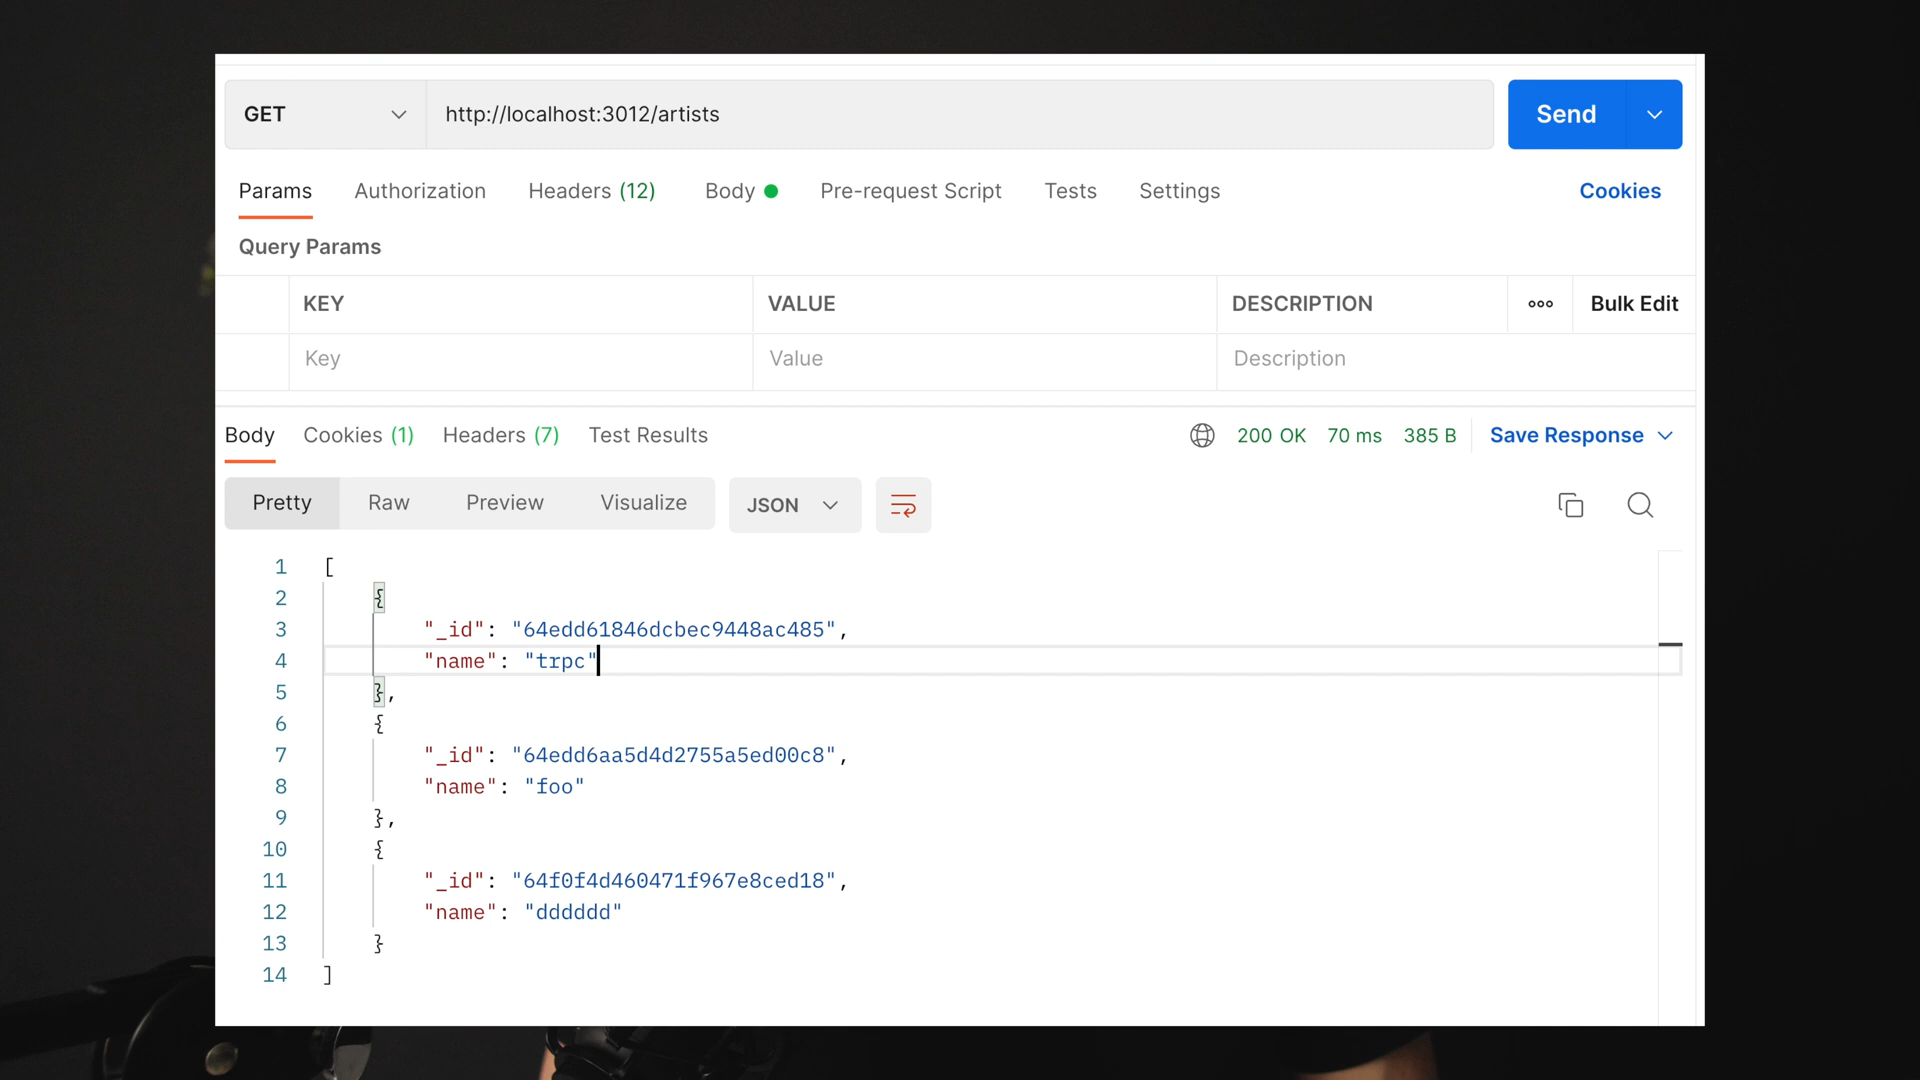 GET http://localhost:3012/artists Send
Params Authorization Headers (12) Body Pre-request Script Tests Settings Cookies
Query Params
KEY VALUE DESCRIPTION Bulk Edit
Key Value Description
Body Cookies (1) Headers (7) Test Results 200 OK 70 ms 385 B Save Response
Pretty Raw Preview Visualize JSON
1 [
2 {
3 "_id": "64edd61846dcbec9448ac485",
4 "name": "trpc"
5 },
6 {
7 "_id": "64edd6aa5d4d2755a5ed00c8",
8 "name": "foo"
9 },
10 {
11 "_id": "64f0f4d460471f967e8ced18",
12 "name": "dddddd"
13 }
14 ]